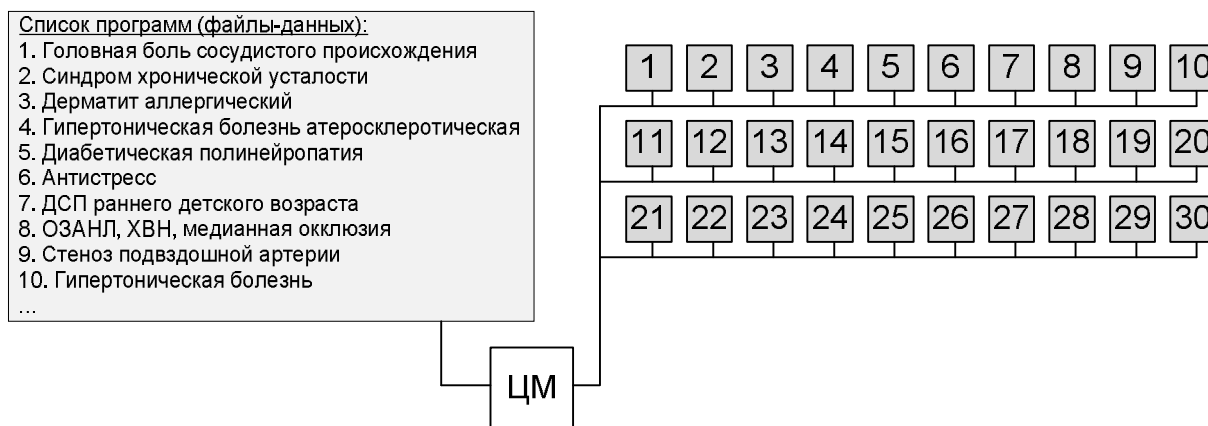 Список программ (файлы-данных):
1. Головная боль сосудистого происхождения
2. Синдром хронической усталости
3. Дерматит аллергический
4. Гипертоническая болезнь атеросклеротическая
5. Диабетическая полинейропатия
6. Антистресс
7. ДСП раннего детского возраста
8. ОЗАНЛ, ХВН, медианная окклюзия
9. Стеноз подвздошной артерии
10. Гипертоническая болезнь
...
1 2 3 4 5 6 7 8 9 10
11 12 13 14 15 16 17 18 19 20
21 22 23 24 25 26 27 28 29 30
ЦМ